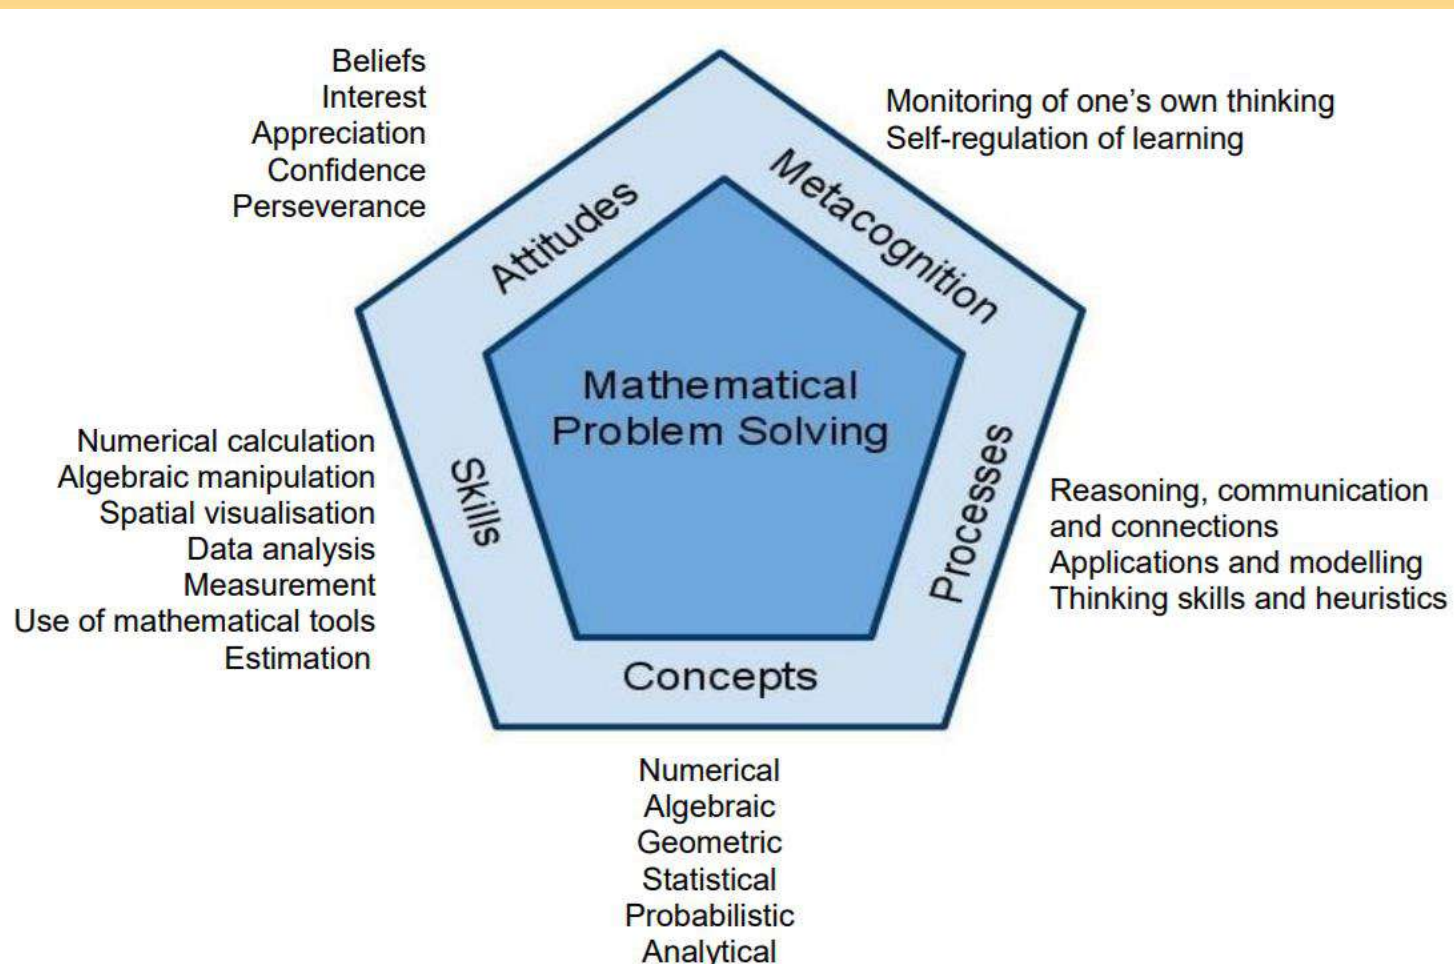 Beliefs
Interest
Appreciation
Confidence
Perseverance
Monitoring of one's own thinking
Self-regulation of learning
Attitudes
Metacognition
Mathematical
Problem Solving
Numerical calculation
Algebraic manipulation
Spatial visualisation
Data analysis
Measurement
Use of mathematical tools
Estimation
Skills
Processes
Reasoning, communication
and connections
Applications and modelling
Thinking skills and heuristics
Concepts
Numerical
Algebraic
Geometric
Statistical
Probabilistic
Analytical